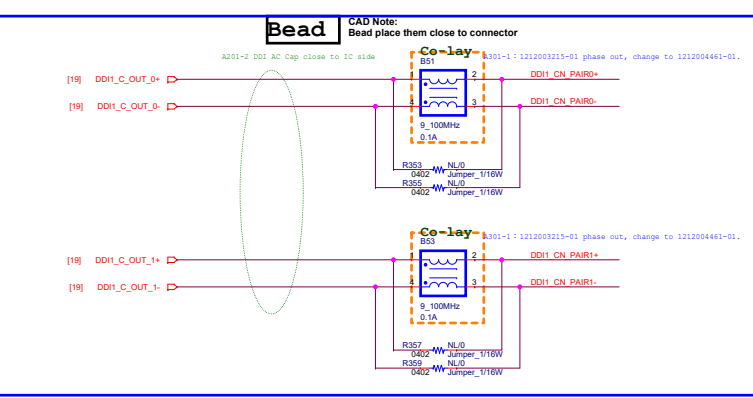 Bead
CAD Note:
Bead place them close to connector
A201-2 DDI AC Cap close to IC side
Co-lay
B51
A301-1：1212003215-01 phase out, change to 1212004461-01.
[19] DDI1_C_OUT_0+
1 2
DDI1_CN_PAIR0+
[19] DDI1_C_OUT_0-
4 3
DDI1_CN_PAIR0-
9_100MHz
0.1A
R353 NL/0
0402 Jumper_1/16W
R355 NL/0
0402 Jumper_1/16W
Co-lay
B53
A301-1：1212003215-01 phase out, change to 1212004461-01.
[19] DDI1_C_OUT_1+
1 2
DDI1_CN_PAIR1+
[19] DDI1_C_OUT_1-
4 3
DDI1_CN_PAIR1-
9_100MHz
0.1A
R357 NL/0
0402 Jumper_1/16W
R359 NL/0
0402 Jumper_1/16W